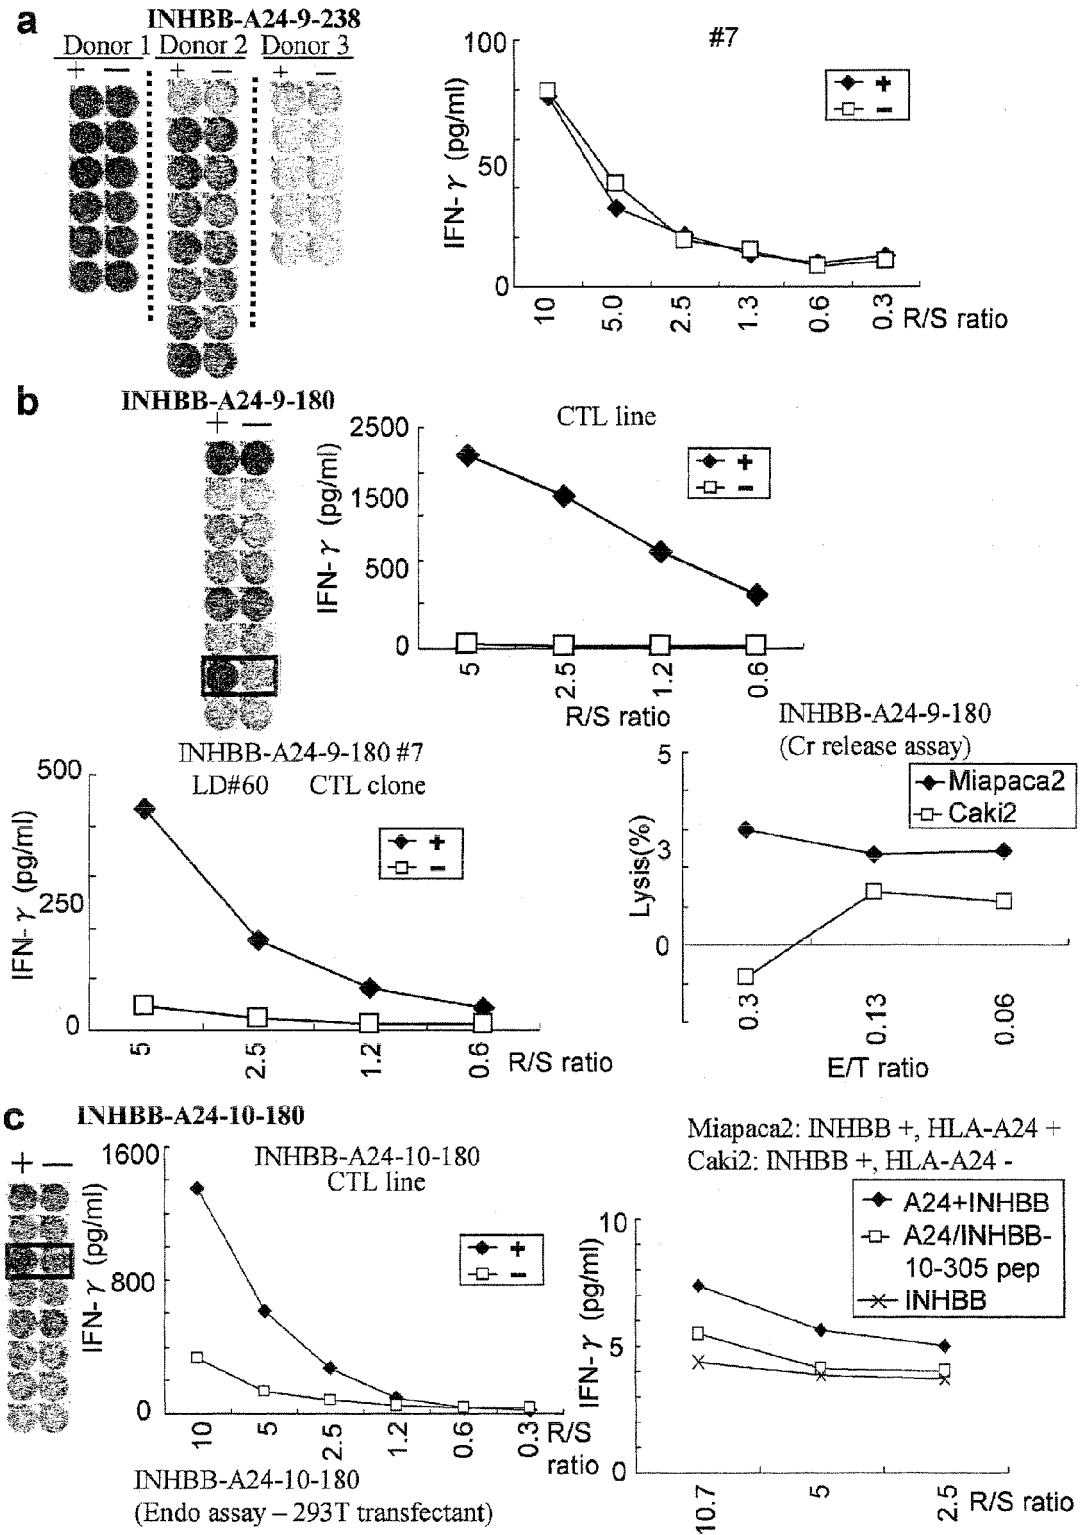 a
INHBB-A24-9-238
Donor 1 Donor 2 Donor 3
+ − + − + −
#7
100
50
0
IFN-γ (pg/ml)
+
−
10 5.0 2.5 1.3 0.6 0.3 R/S ratio
b
INHBB-A24-9-180
+ −
CTL line
2500
1500
500
0
IFN-γ (pg/ml)
+
−
5 2.5 1.2 0.6
R/S ratio
INHBB-A24-9-180 #7
LD#60 CTL clone
500
250
0
IFN-γ (pg/ml)
+
−
5 2.5 1.2 0.6 R/S ratio
INHBB-A24-9-180
(Cr release assay)
5
3
0
Lysis(%)
Miapaca2
Caki2
0.3 0.13 0.06
E/T ratio
c
INHBB-A24-10-180
+ −
1600
800
0
IFN-γ (pg/ml)
INHBB-A24-10-180
CTL line
+
−
10 5 2.5 1.2 0.6 0.3 R/S
ratio
INHBB-A24-10-180
(Endo assay – 293T transfectant)
Miapaca2: INHBB +, HLA-A24 +
Caki2: INHBB +, HLA-A24 -
A24+INHBB
A24/INHBB-
10-305 pep
INHBB
10
5
0
IFN-γ (pg/ml)
10.7 5 2.5 R/S ratio